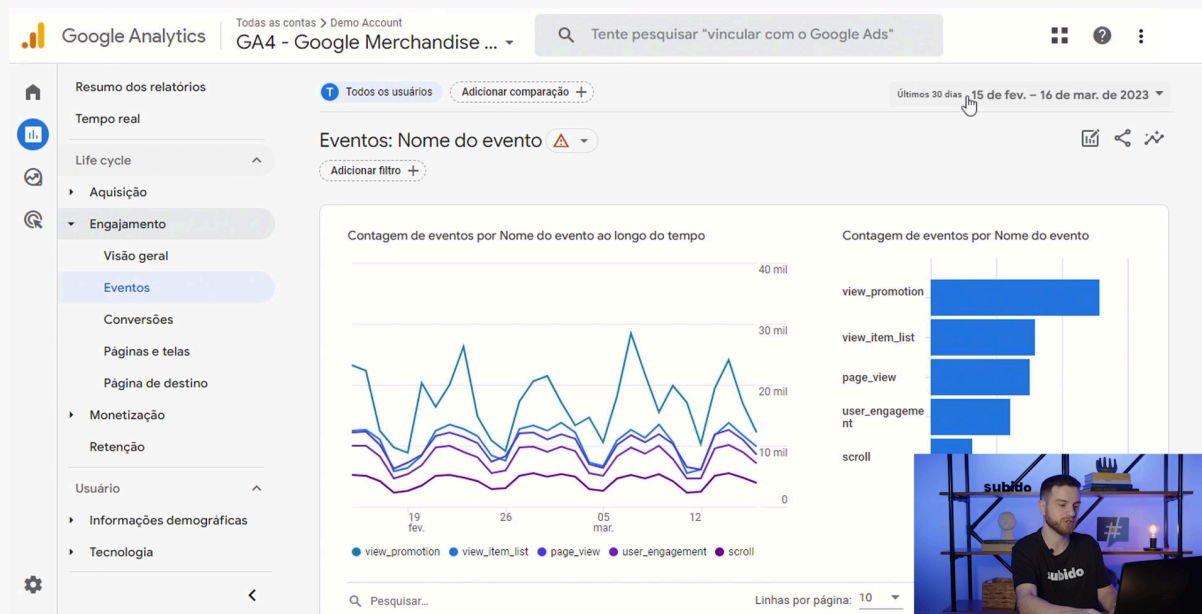 Google Analytics
Todas as contas > Demo Account
GA4 - Google Merchandise ...
Tente pesquisar "vincular com o Google Ads"
Resumo dos relatórios
Tempo real
Life cycle
Aquisição
Engajamento
Visão geral
Eventos
Conversões
Páginas e telas
Página de destino
Monetização
Retenção
Usuário
Informações demográficas
Tecnologia
T Todos os usuários
Adicionar comparação +
Últimos 30 dias 15 de fev. – 16 de mar. de 2023
Eventos: Nome do evento
Adicionar filtro +
Contagem de eventos por Nome do evento ao longo do tempo
40 mil
30 mil
20 mil
10 mil
0
19 fev.
26
05 mar.
12
view_promotion view_item_list page_view user_engagement scroll
Contagem de eventos por Nome do evento
view_promotion
view_item_list
page_view
user_engageme
nt
scroll
Pesquisar...
Linhas por página: 10
subido
#
subido